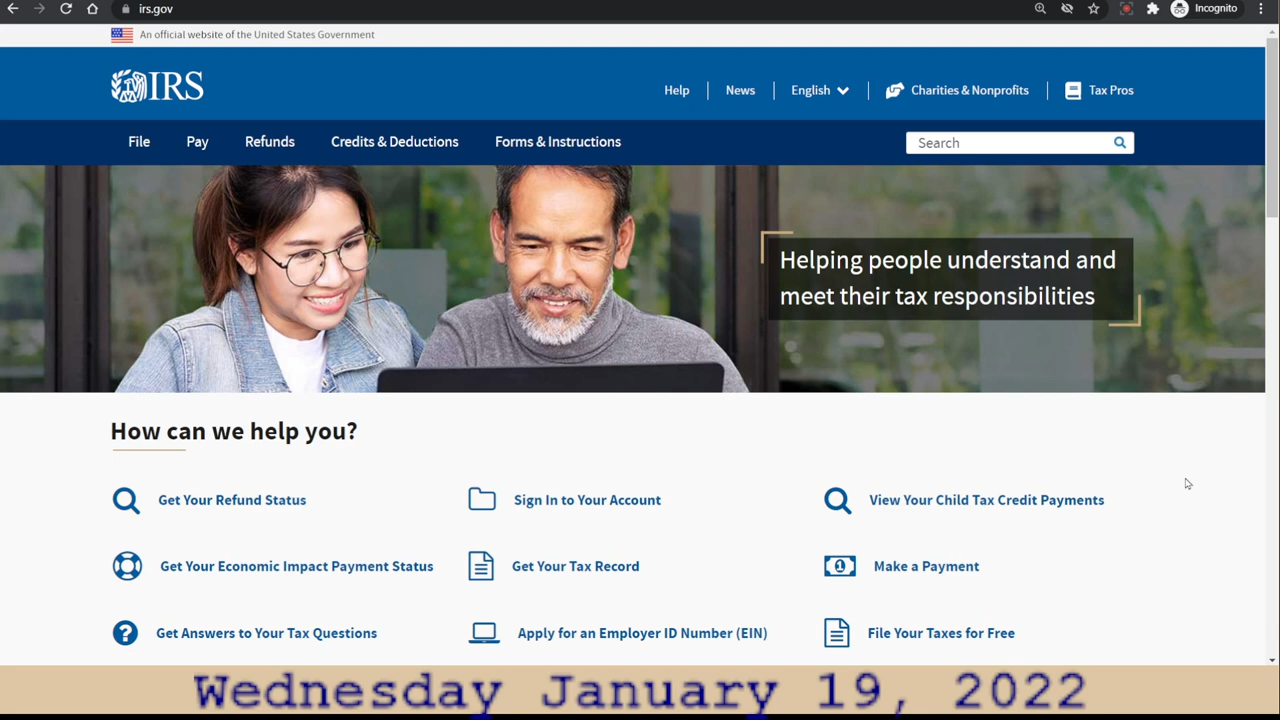 irs.gov
Incognito
An official website of the United States Government
IRS
Help
News
English
Charities & Nonprofits
Tax Pros
File
Pay
Refunds
Credits & Deductions
Forms & Instructions
Search
Helping people understand and
meet their tax responsibilities
How can we help you?
Get Your Refund Status
Sign In to Your Account
View Your Child Tax Credit Payments
Get Your Economic Impact Payment Status
Get Your Tax Record
Make a Payment
Get Answers to Your Tax Questions
Apply for an Employer ID Number (EIN)
File Your Taxes for Free
Wednesday January 19, 2022